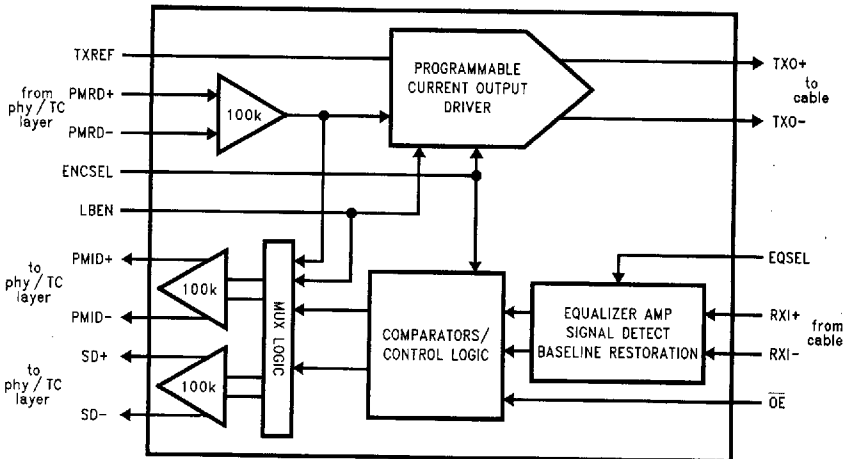 TXREF
from
phy / TC
layer
PMRD+
PMRD-
100k
PROGRAMMABLE
CURRENT OUTPUT
DRIVER
TXO+
to
cable
TXO-
ENCSEL
LBEN
PMID+
to
phy / TC
layer
PMID-
100k
SD+
to
phy / TC
layer
SD-
100k
MUX LOGIC
COMPARATORS/
CONTROL LOGIC
EQUALIZER AMP
SIGNAL DETECT
BASELINE RESTORATION
EQSEL
RXI+
from
cable
RXI-
OE